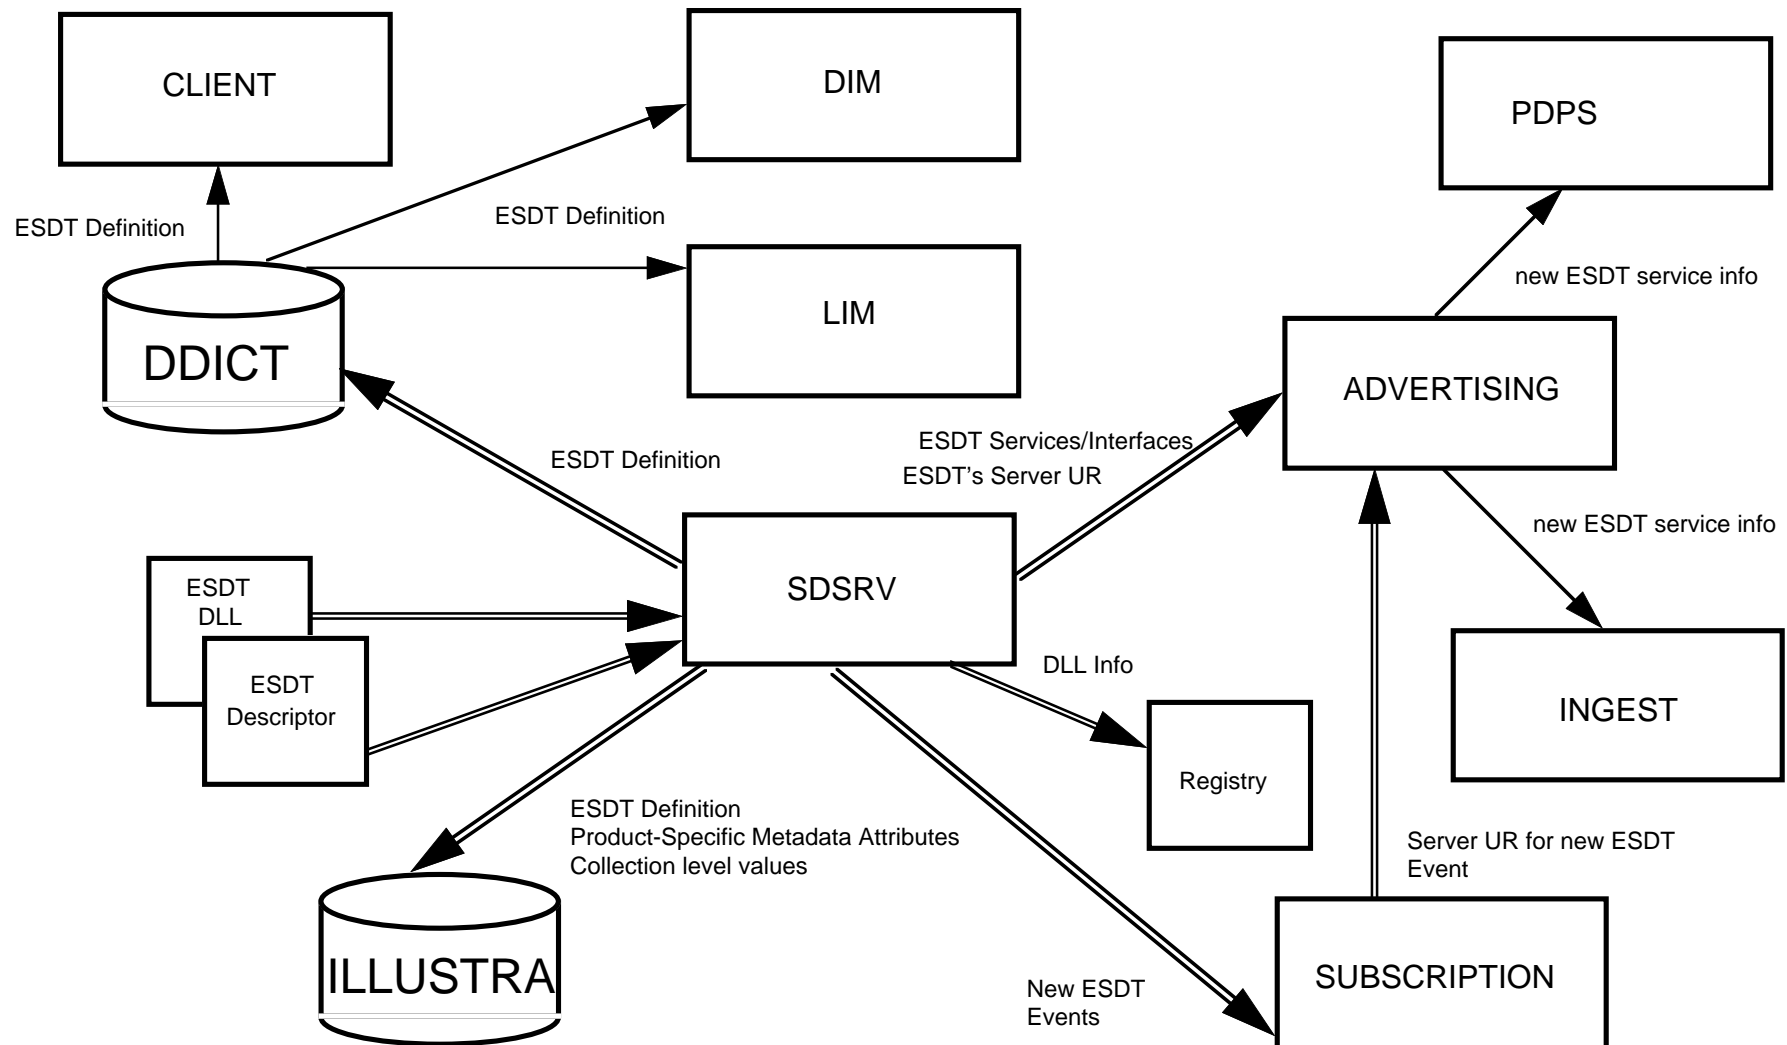 CLIENT
DIM
PDPS
ESDT Definition
ESDT Definition
new ESDT service info
LIM
DDICT
ADVERTISING
ESDT Services/Interfaces
ESDT’s Server UR
ESDT Definition
new ESDT service info
ESDT
DLL
SDSRV
ESDT
Descriptor
DLL Info
INGEST
Registry
ESDT Definition
Product-Specific Metadata Attributes
Collection level values
Server UR for new ESDT
Event
ILLUSTRA
SUBSCRIPTION
New ESDT
Events